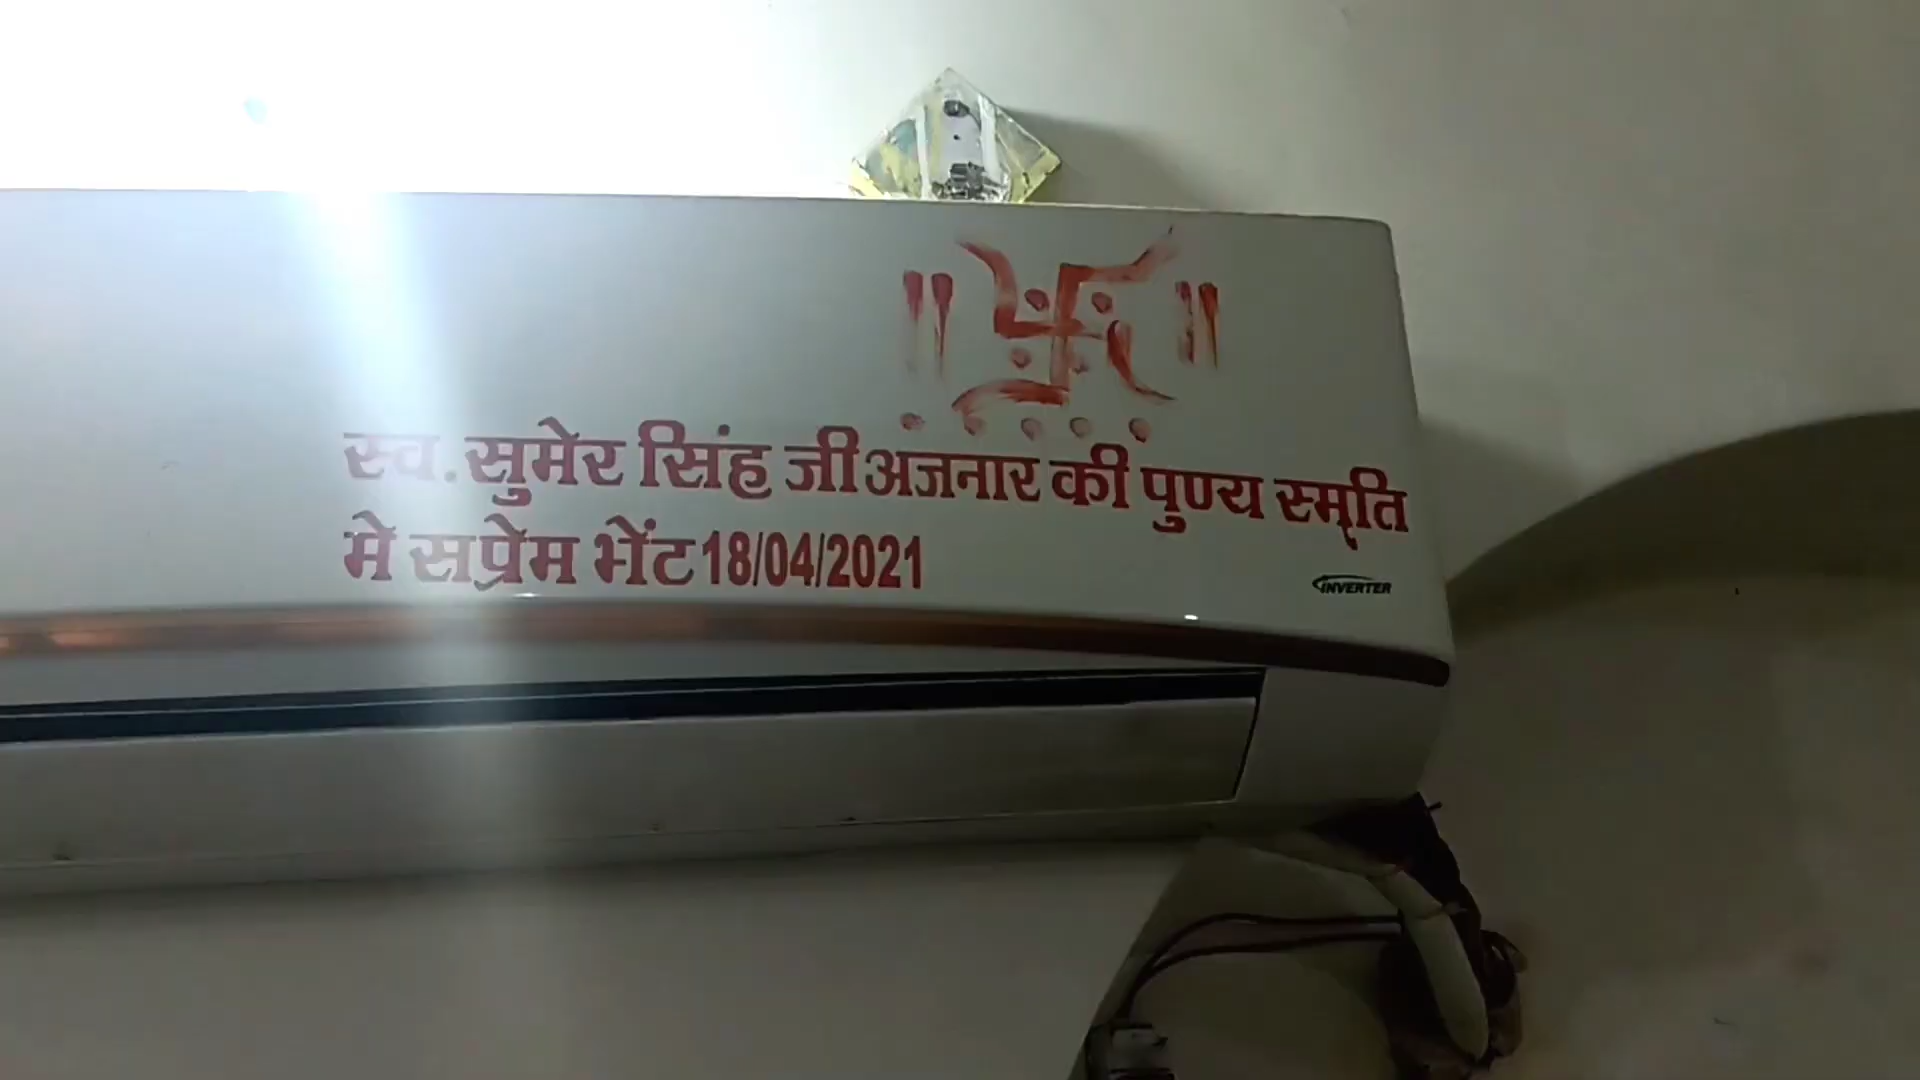 स्व. सुमेर सिंह जी अजनार की पुण्य स्मृति
मे सप्रेम भेंट 18/04/2021
INVERTER